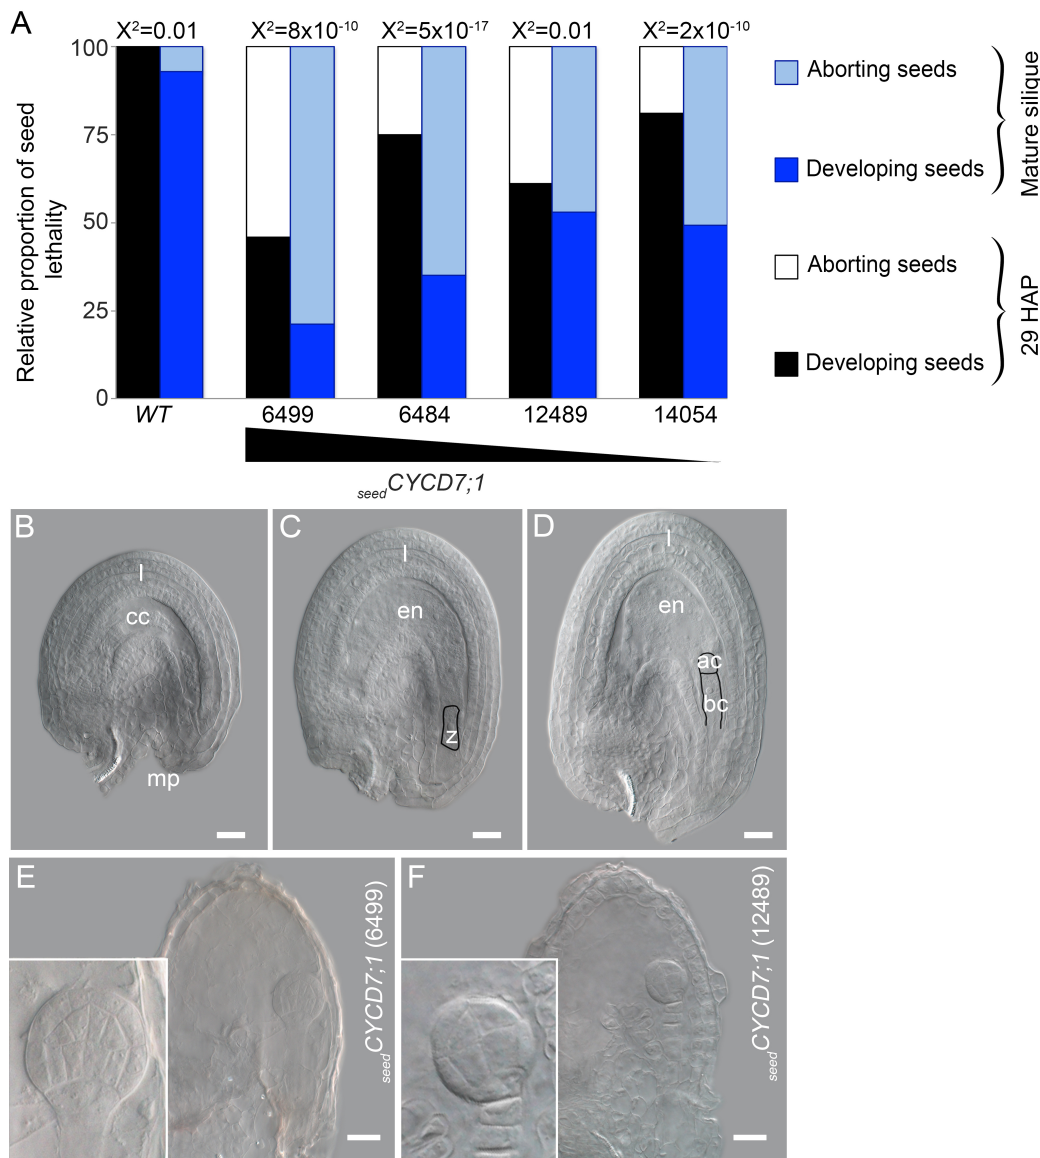 A
X²=0.01 X²=8x10⁻¹⁰ X²=5x10⁻¹⁷ X²=0.01 X²=2x10⁻¹⁰
Relative proportion of seed
lethality
100
75
50
25
0
WT 6499 6484 12489 14054
seedCYCD7;1
Aborting seeds
Developing seeds
Mature silique
Aborting seeds
Developing seeds
29 HAP
B
I
cc
mp
C
I
en
z
D
I
en
ac
bc
E
seedCYCD7;1 (6499)
F
seedCYCD7;1 (12489)